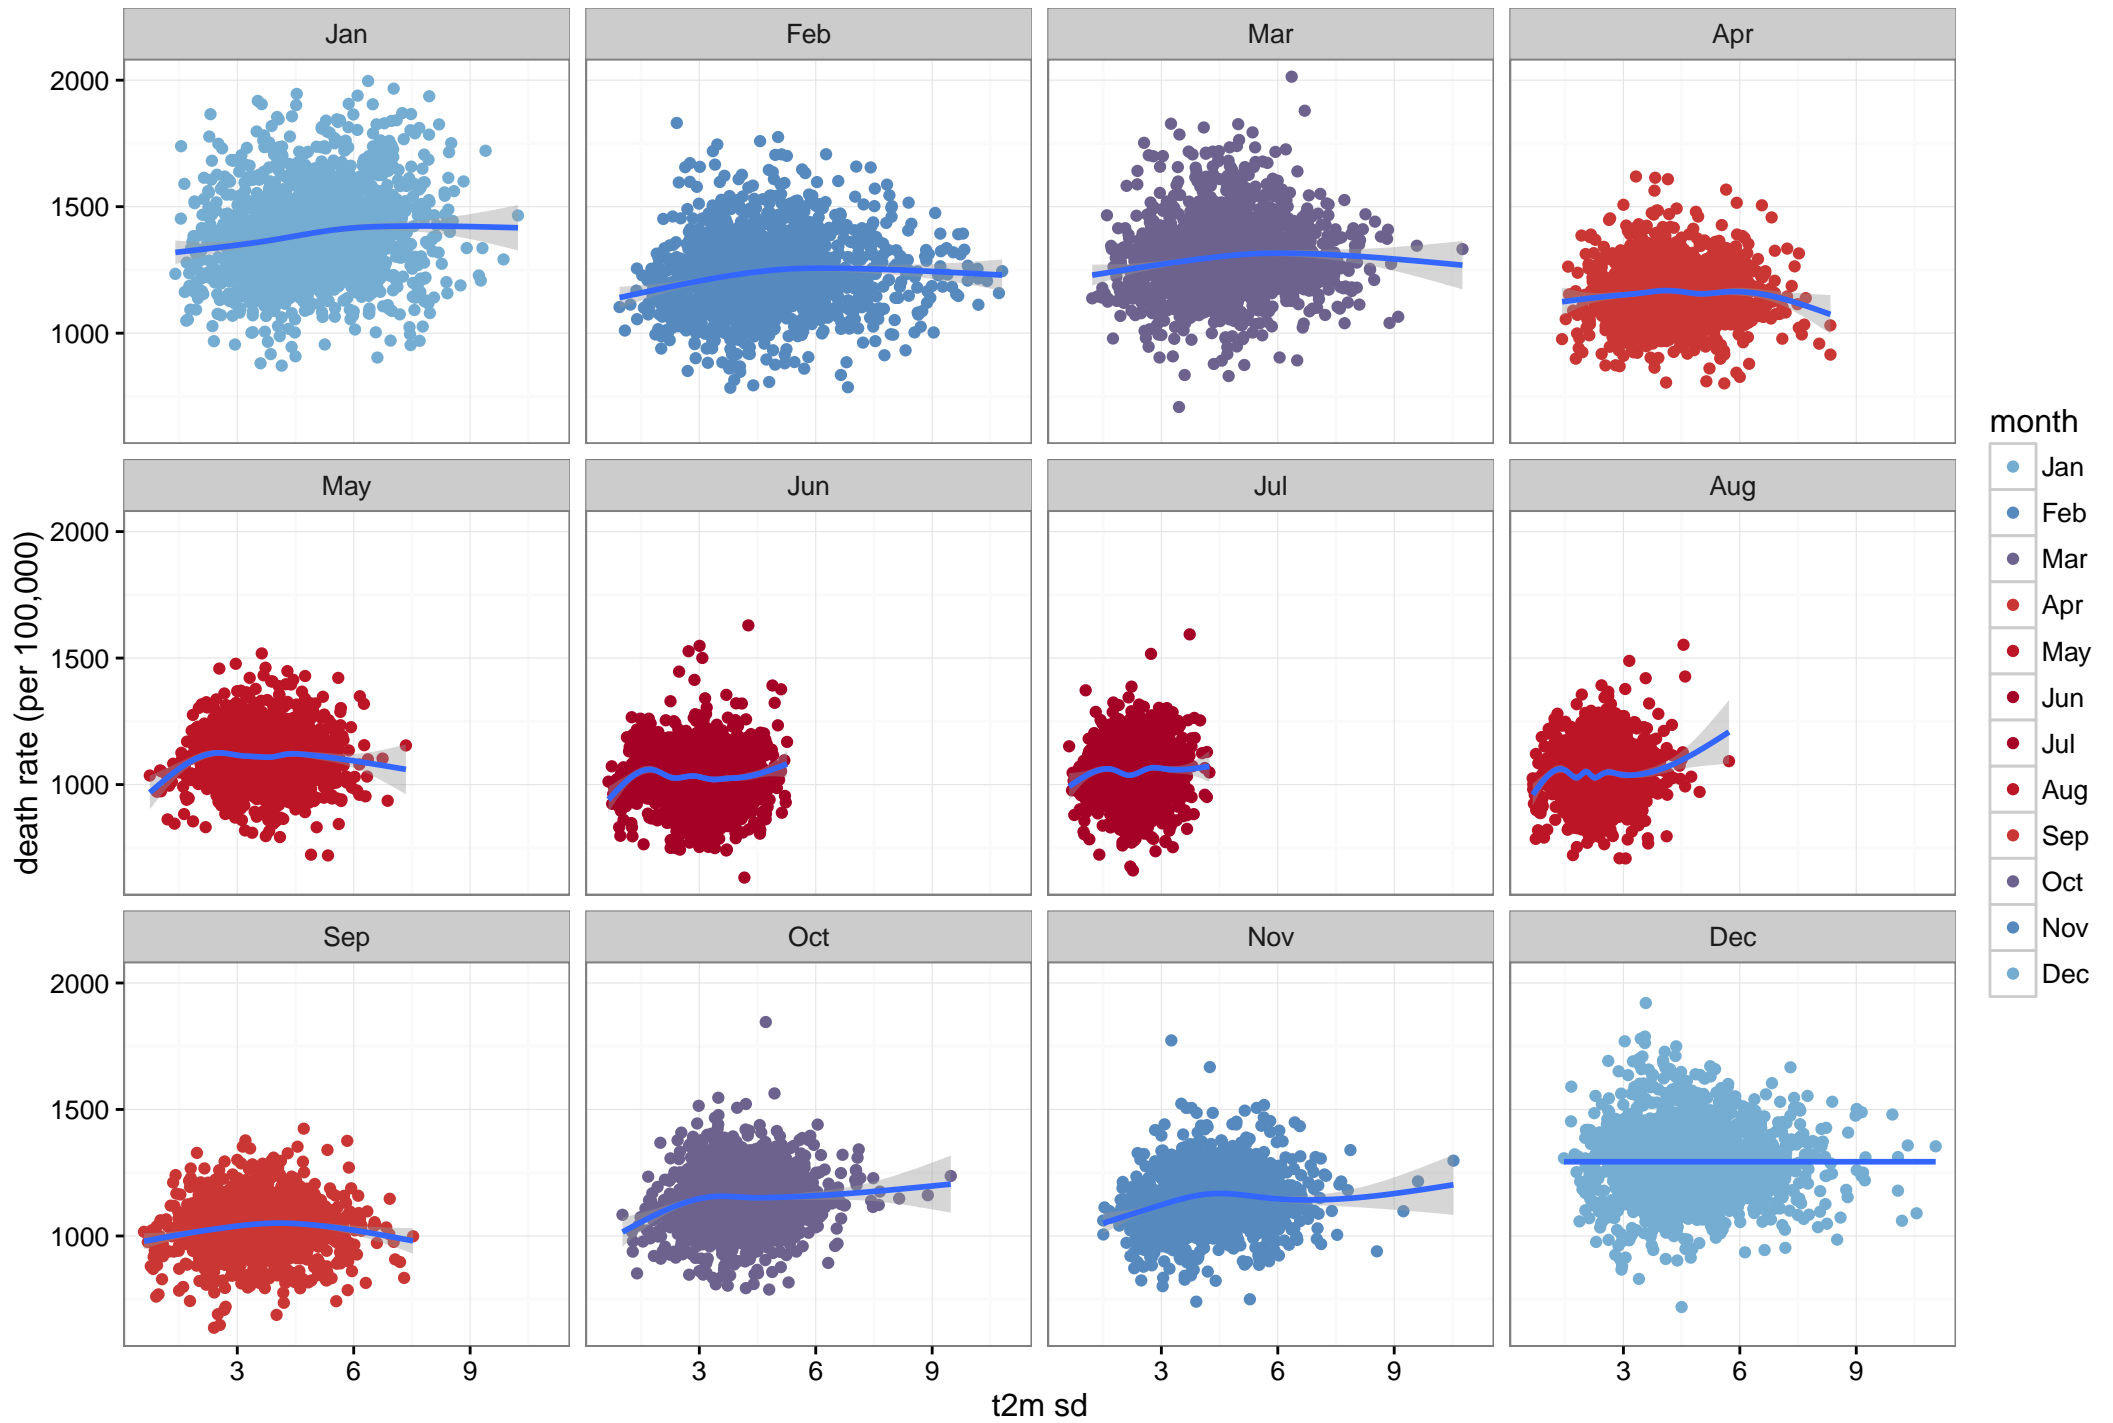 Jan Feb Mar Apr
2000
1500
1000
May Jun Jul Aug
2000
1500
1000
Sep Oct Nov Dec
2000
1500
1000
3 6 9 3 6 9 3 6 9 3 6 9
t2m sd
death rate (per 100,000)
month
Jan
Feb
Mar
Apr
May
Jun
Jul
Aug
Sep
Oct
Nov
Dec